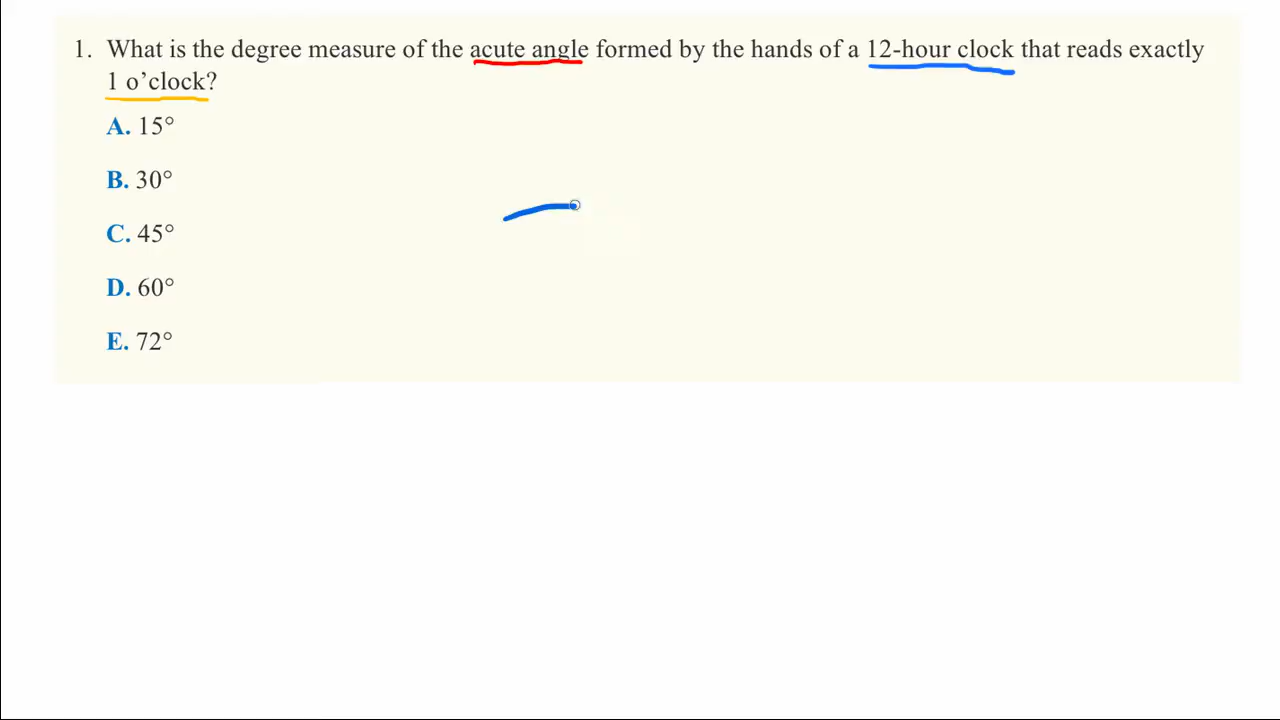 1. What is the degree measure of the acute angle formed by the hands of a 12-hour clock that reads exactly
1 o’clock?
A. 15°
B. 30°
C. 45°
D. 60°
E. 72°